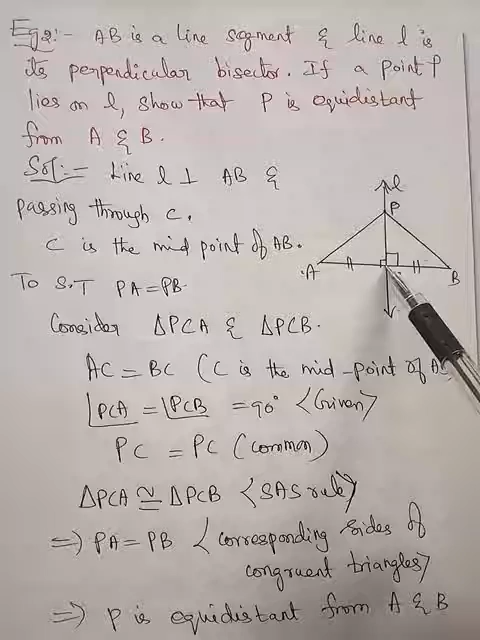 Eg 2:- AB is a line segment & line l is
its perpendicular bisector. If a point P
lies on l, show that P is equidistant
from A & B.
Sol:- Line l ⊥ AB &
passing through C.
C is the mid point of AB.
To S.T PA = PB.
Consider ΔPCA & ΔPCB.
AC = BC (C is the mid-point of
∠PCA = ∠PCB = 90° <Given>
PC = PC (common)
ΔPCA ≅ ΔPCB <SAS rule>
⇒ PA = PB <corresponding sides of
congruent triangles>
⇒ P is equidistant from A & B
l
P
A
B